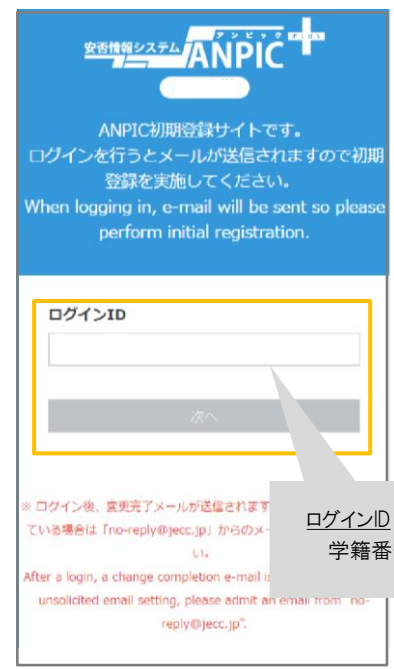 アンピック PLUS
安否情報システム ANPIC
ANPIC初期登録サイトです。
ログインを行うとメールが送信されますので初期
登録を実施してください。
When logging in, e-mail will be sent so please
perform initial registration.
ログインID
次へ
※ ログイン後、変更完了メールが送信されます
ている場合は「no-reply@jecc.jp」からのメー
い。
After a login, a change completion e-mail i
unsolicited email setting, please admit an email from "no-
reply@jecc.jp".
ログインID
学籍番